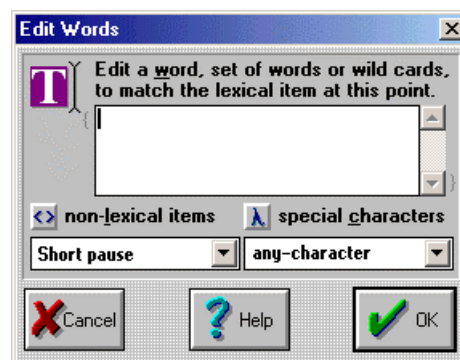 Edit Words
T
Edit a word, set of words or wild cards,
to match the lexical item at this point.
{
}
<> non-lexical items
λ special characters
Short pause
any-character
Cancel
? Help
OK